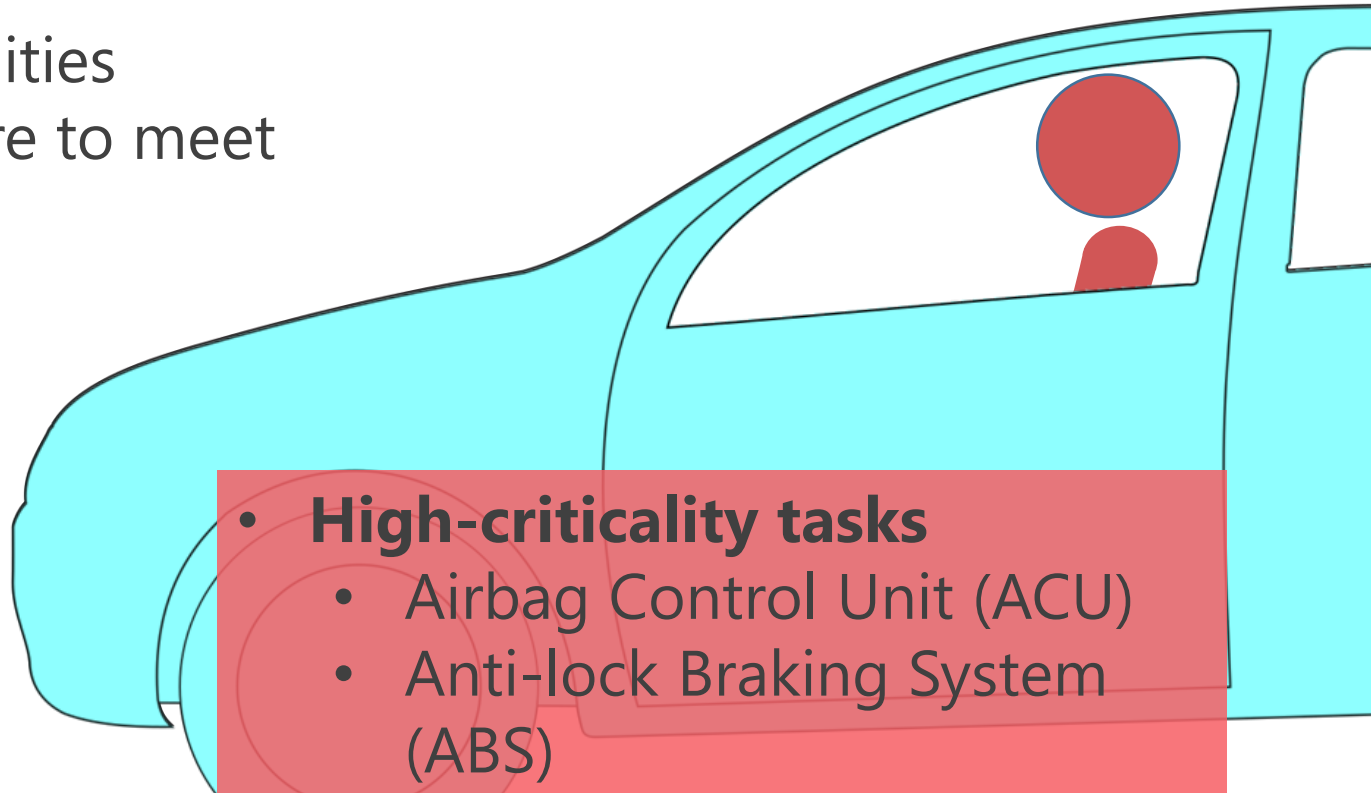 ities
re to meet
• High-criticality tasks
• Airbag Control Unit (ACU)
• Anti-lock Braking System
(ABS)